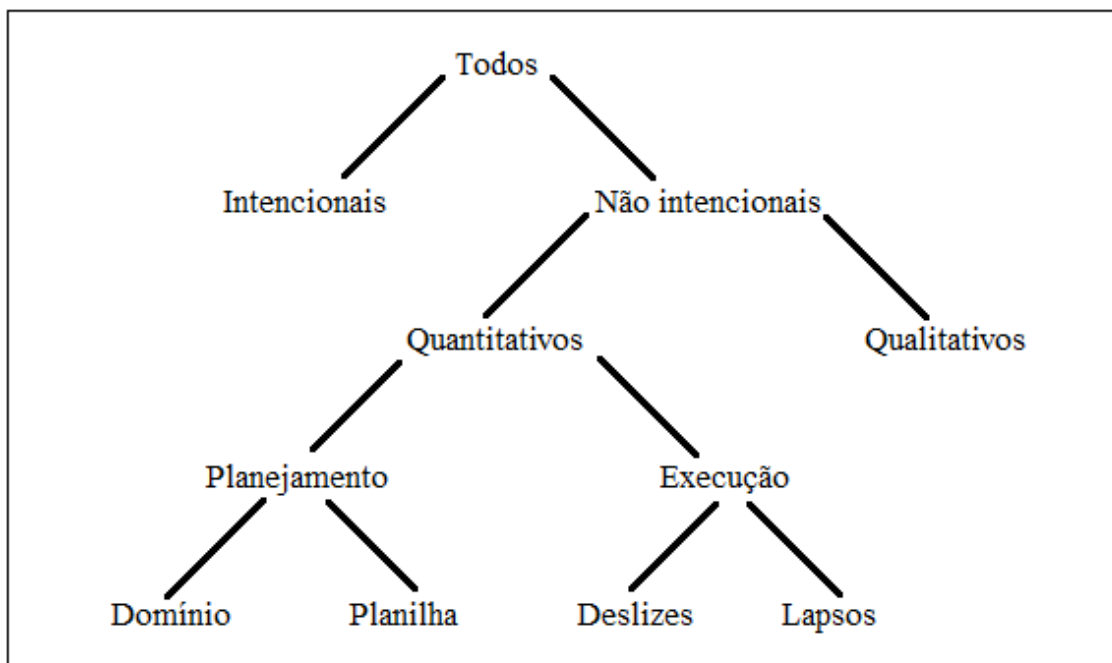 Todos
Intencionais Não intencionais
Quantitativos Qualitativos
Planejamento Execução
Domínio Planilha Deslizes Lapsos